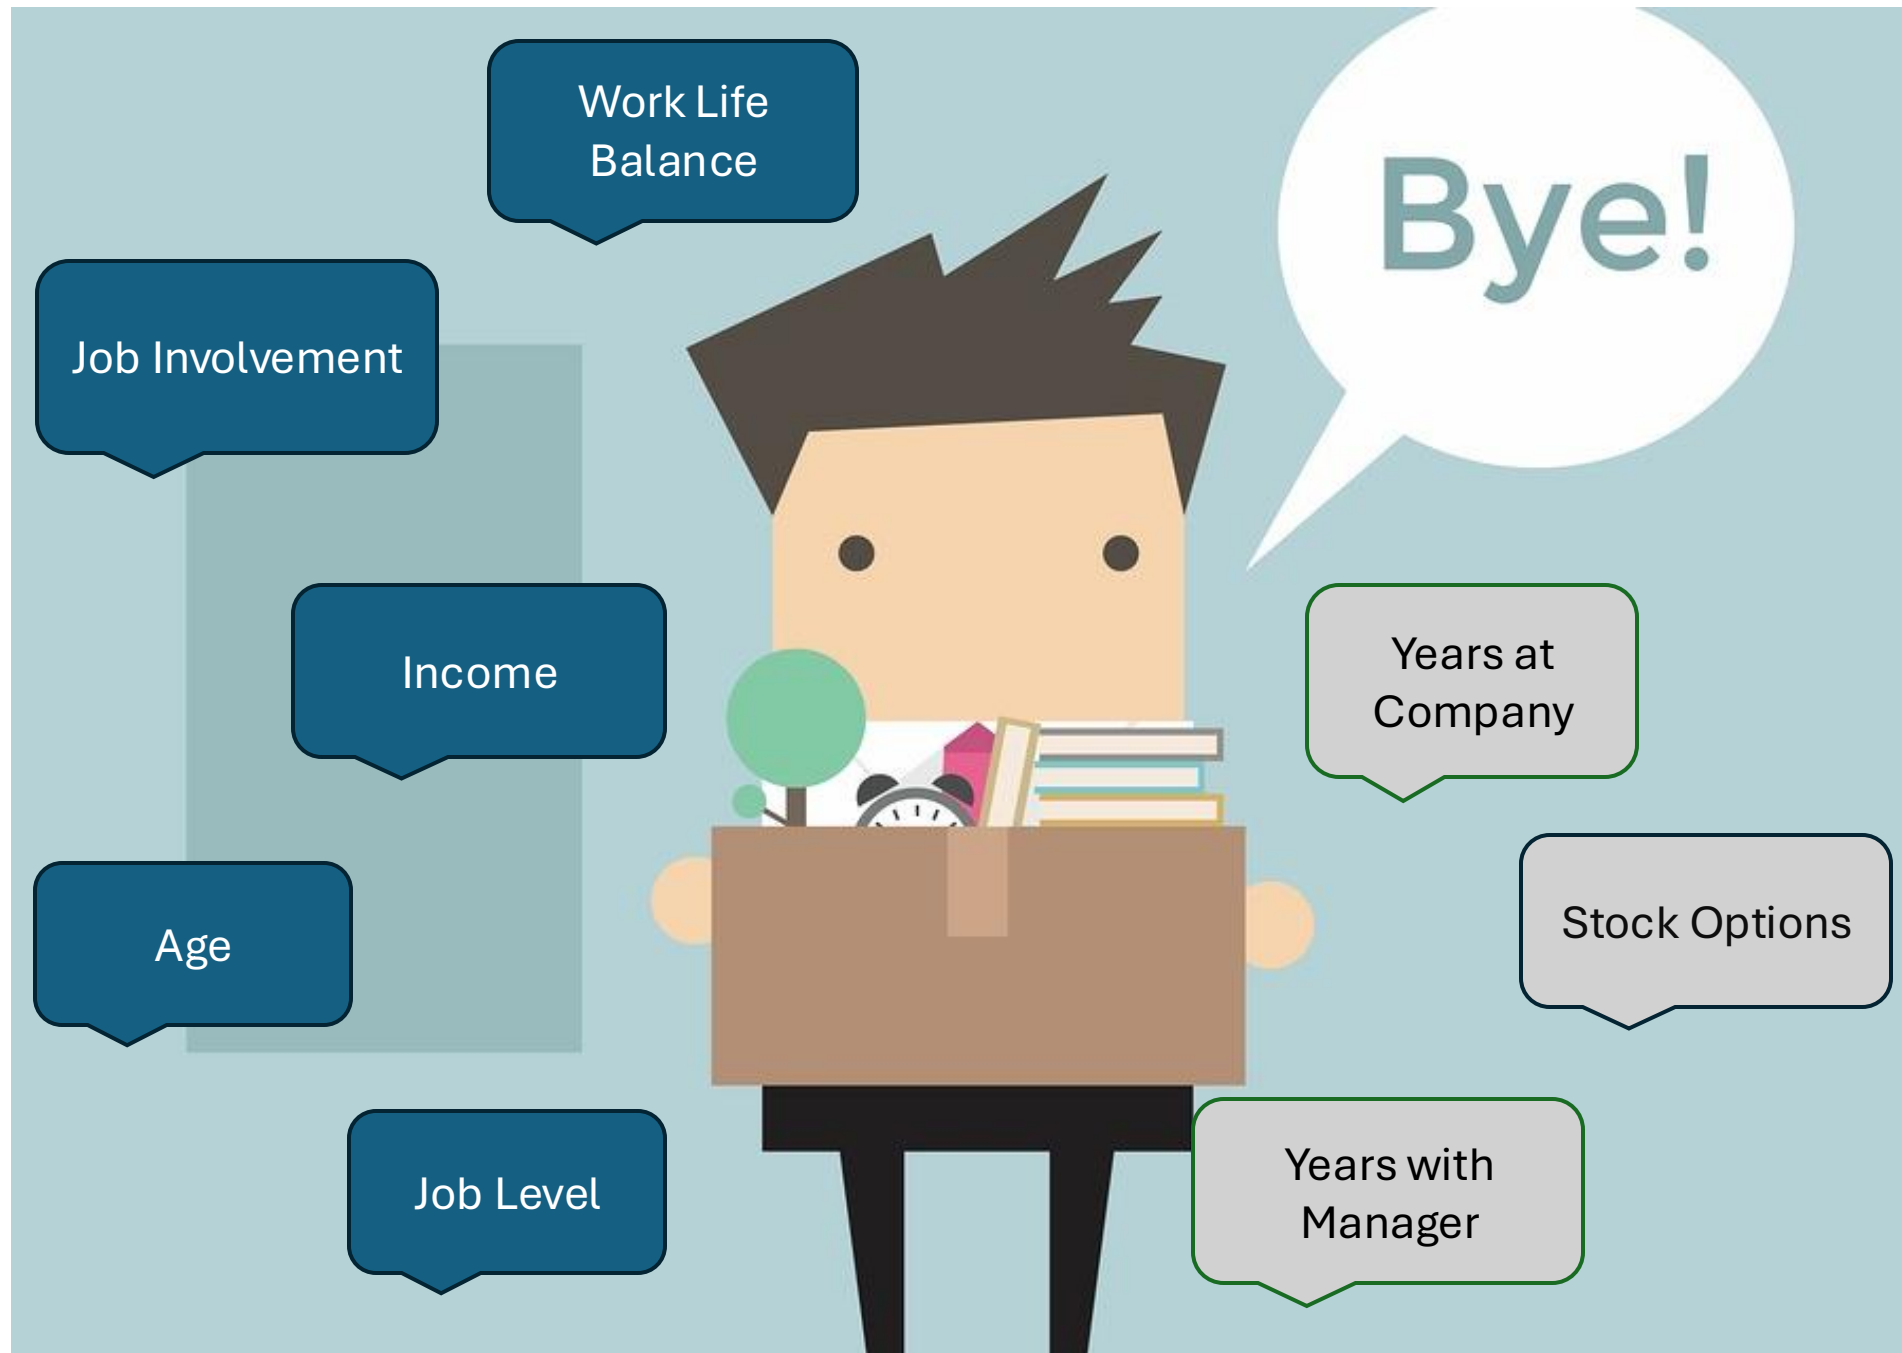 Work Life
Balance
Bye!
Job Involvement
Income
Years at
Company
Age
Stock Options
Job Level
Years with
Manager